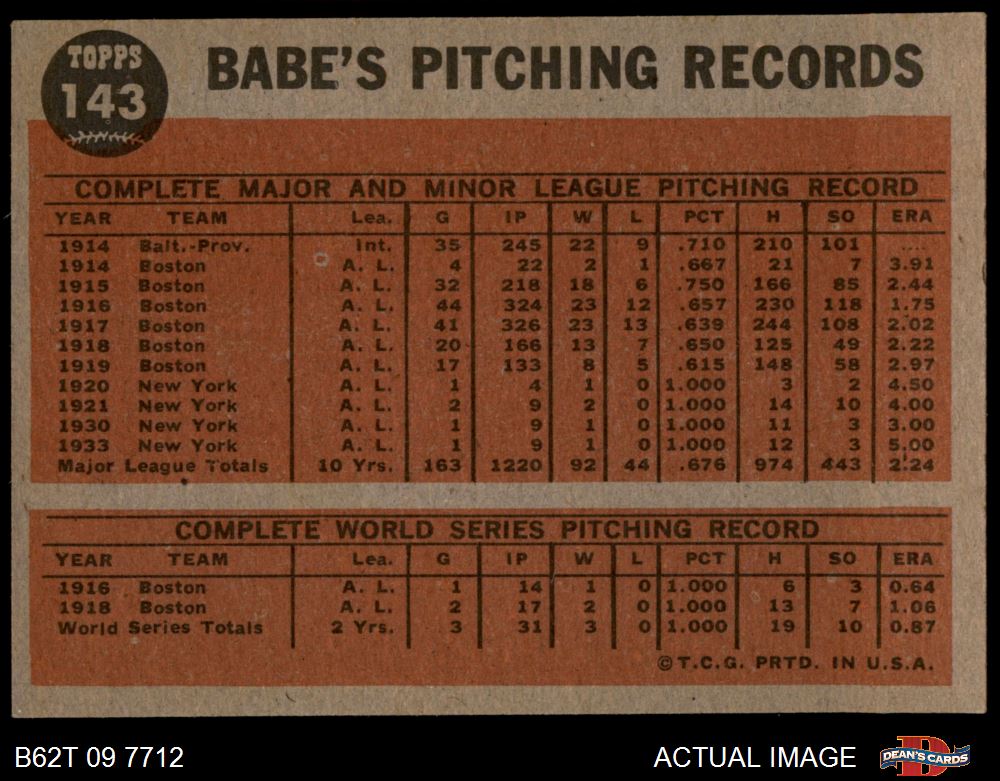 TOPPS
143
BABE'S PITCHING RECORDS
COMPLETE MAJOR AND MINOR LEAGUE PITCHING RECORD
YEAR TEAM Lea. G IP W L PCT H SO ERA
1914 Balt.-Prov. Int. 35 245 22 9 .710 210 101 ....
1914 Boston A. L. 4 22 2 1 .667 21 7 3.91
1915 Boston A. L. 32 218 18 6 .750 166 85 2.44
1916 Boston A. L. 44 324 23 12 .657 230 118 1.75
1917 Boston A. L. 41 326 23 13 .639 244 108 2.02
1918 Boston A. L. 20 166 13 7 .650 125 49 2.22
1919 Boston A. L. 17 133 8 5 .615 148 58 2.97
1920 New York A. L. 1 4 1 0 1.000 3 2 4.50
1921 New York A. L. 2 9 2 0 1.000 14 10 4.00
1930 New York A. L. 1 9 1 0 1.000 11 3 3.00
1933 New York A. L. 1 9 1 0 1.000 12 3 5.00
Major League Totals 10 Yrs. 163 1220 92 44 .676 974 443 2.24
COMPLETE WORLD SERIES PITCHING RECORD
YEAR TEAM Lea. G IP W L PCT H SO ERA
1916 Boston A. L. 1 14 1 0 1.000 6 3 0.64
1918 Boston A. L. 2 17 2 0 1.000 13 7 1.06
World Series Totals 2 Yrs. 3 31 3 0 1.000 19 10 0.87
©T.C.G. PRTD. IN U.S.A.
B62T 09 7712
ACTUAL IMAGE
D
DEAN'S CARDS